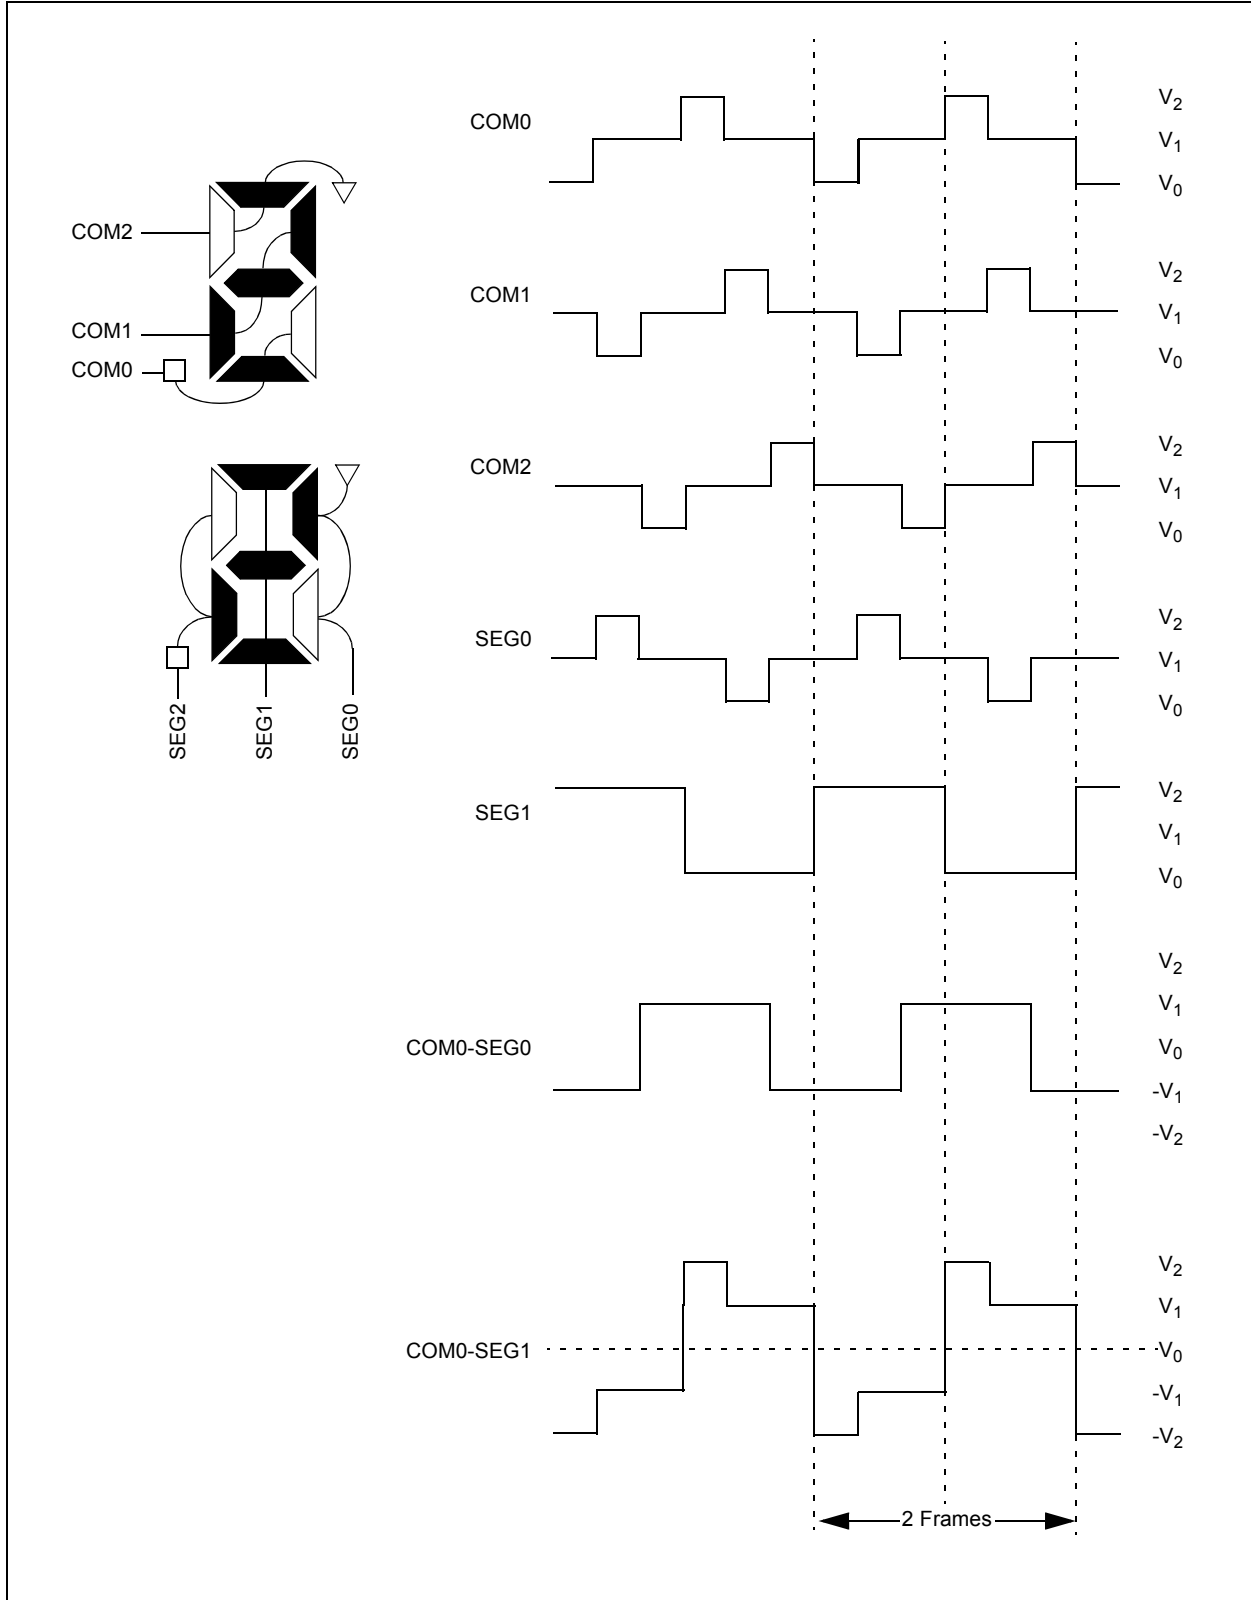 COM2
COM1
COM0
SEG2
SEG1
SEG0
COM0
V2
V1
V0
COM1
V2
V1
V0
COM2
V2
V1
V0
SEG0
V2
V1
V0
SEG1
V2
V1
V0
COM0-SEG0
V2
V1
V0
-V1
-V2
COM0-SEG1
V2
V1
V0
-V1
-V2
2 Frames